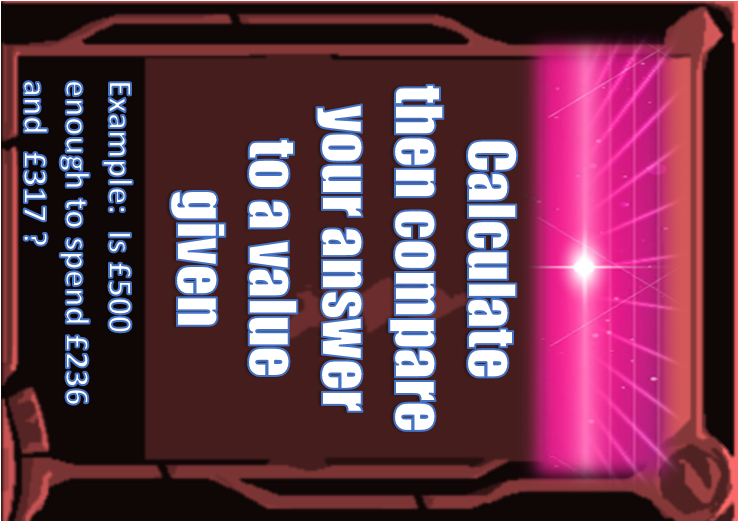 Calculate
then compare
your answer
to a value
given
Example:  Is £500
enough to spend £236
and  £317 ?